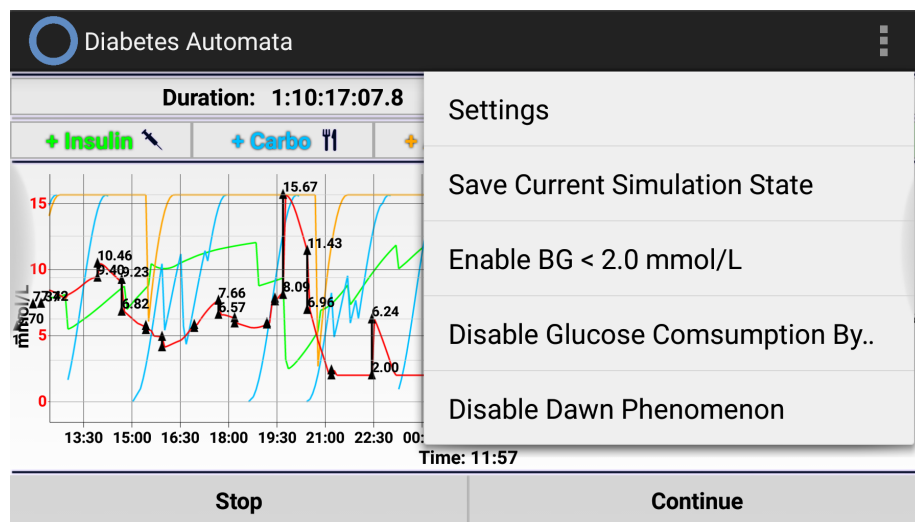 Diabetes Automata
Duration: 1:10:17:07.8
+ Insulin
+ Carbo
+
Settings
Save Current Simulation State
Enable BG < 2.0 mmol/L
Disable Glucose Comsumption By..
Disable Dawn Phenomenon
mmol/L
15
10
5
0
15.67
11.43
10.46
9.40
9.23
8.09
7.66
6.57
6.82
6.96
6.24
2.00
13:30 15:00 16:30 18:00 19:30 21:00 22:30 00:
Time: 11:57
Stop
Continue